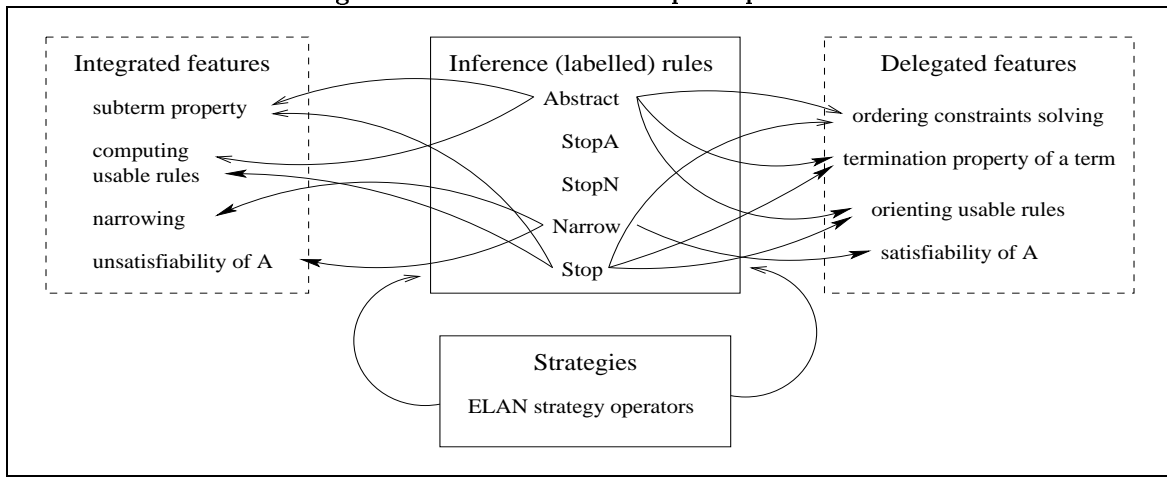 Integrated features
subterm property
computing
usable rules
narrowing
unsatisfiability of A
Inference (labelled) rules
Abstract
StopA
StopN
Narrow
Stop
Delegated features
ordering constraints solving
termination property of a term
orienting usable rules
satisfiability of A
Strategies
ELAN strategy operators